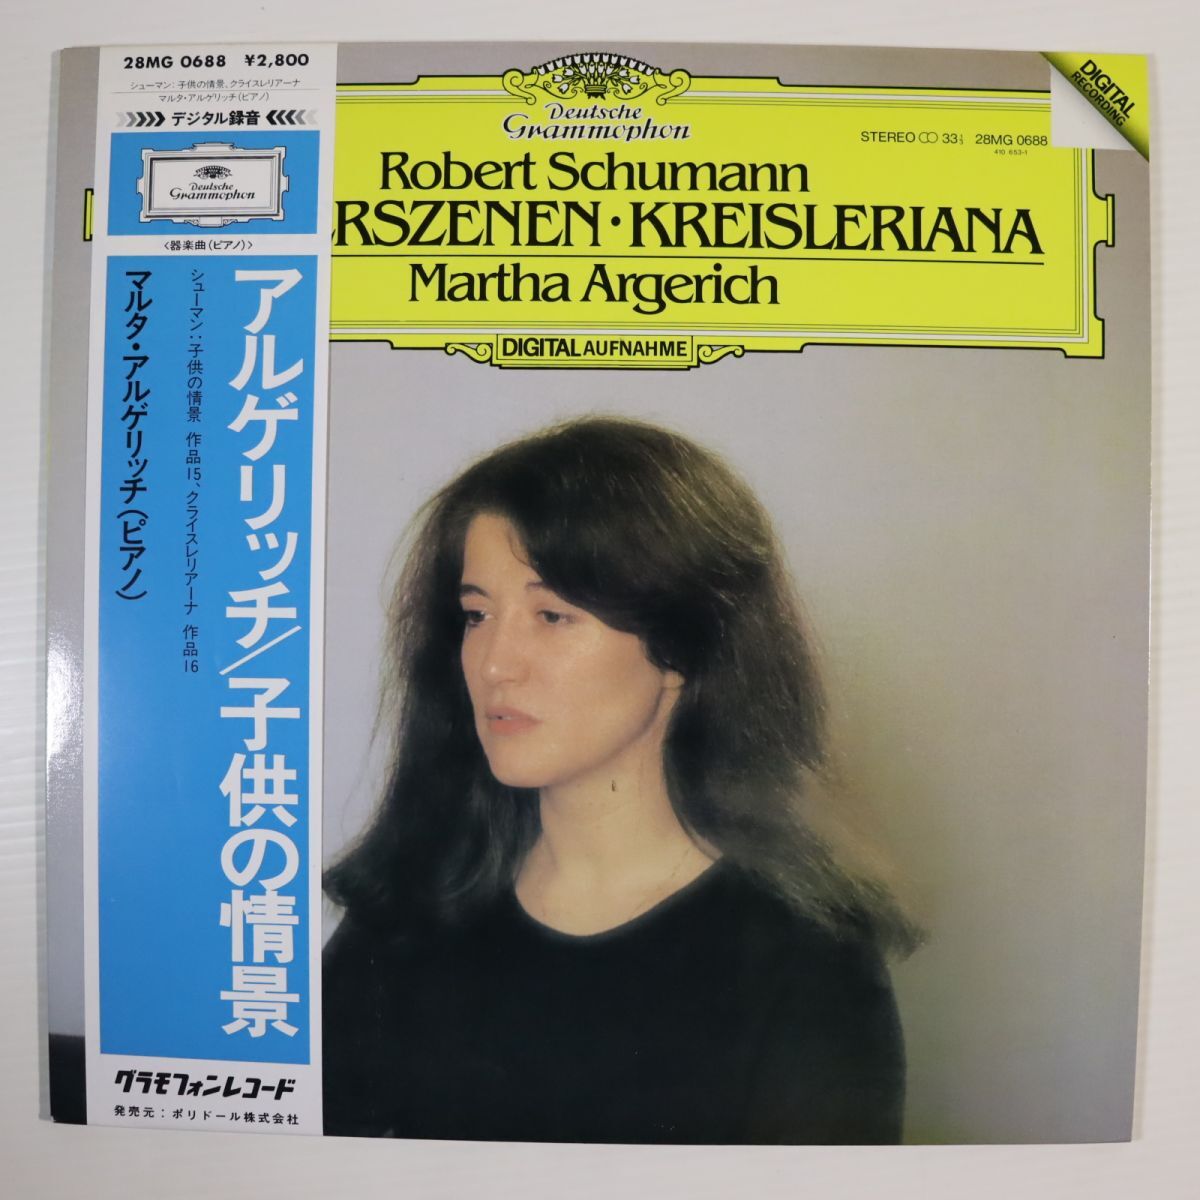 28MG 0688 ¥2,800
シューマン:子供の情景、クライスレリアーナ
マルタ・アルゲリッチ(ピアノ)
デジタル録音
Deutsche
Grammophon
〈器楽曲(ピアノ)〉
アルゲリッチ/子供の情景
シューマン:子供の情景 作品15、クライスレリアーナ 作品16
マルタ・アルゲリッチ(ピアノ)
グラモフォンレコード
発売元:ポリドール株式会社
Deutsche
Grammophon
STEREO 33⅓ 28MG 0688
410 653-1
DIGITAL
RECORDING
Robert Schumann
ERSZENEN · KREISLERIANA
Martha Argerich
DIGITAL AUFNAHME